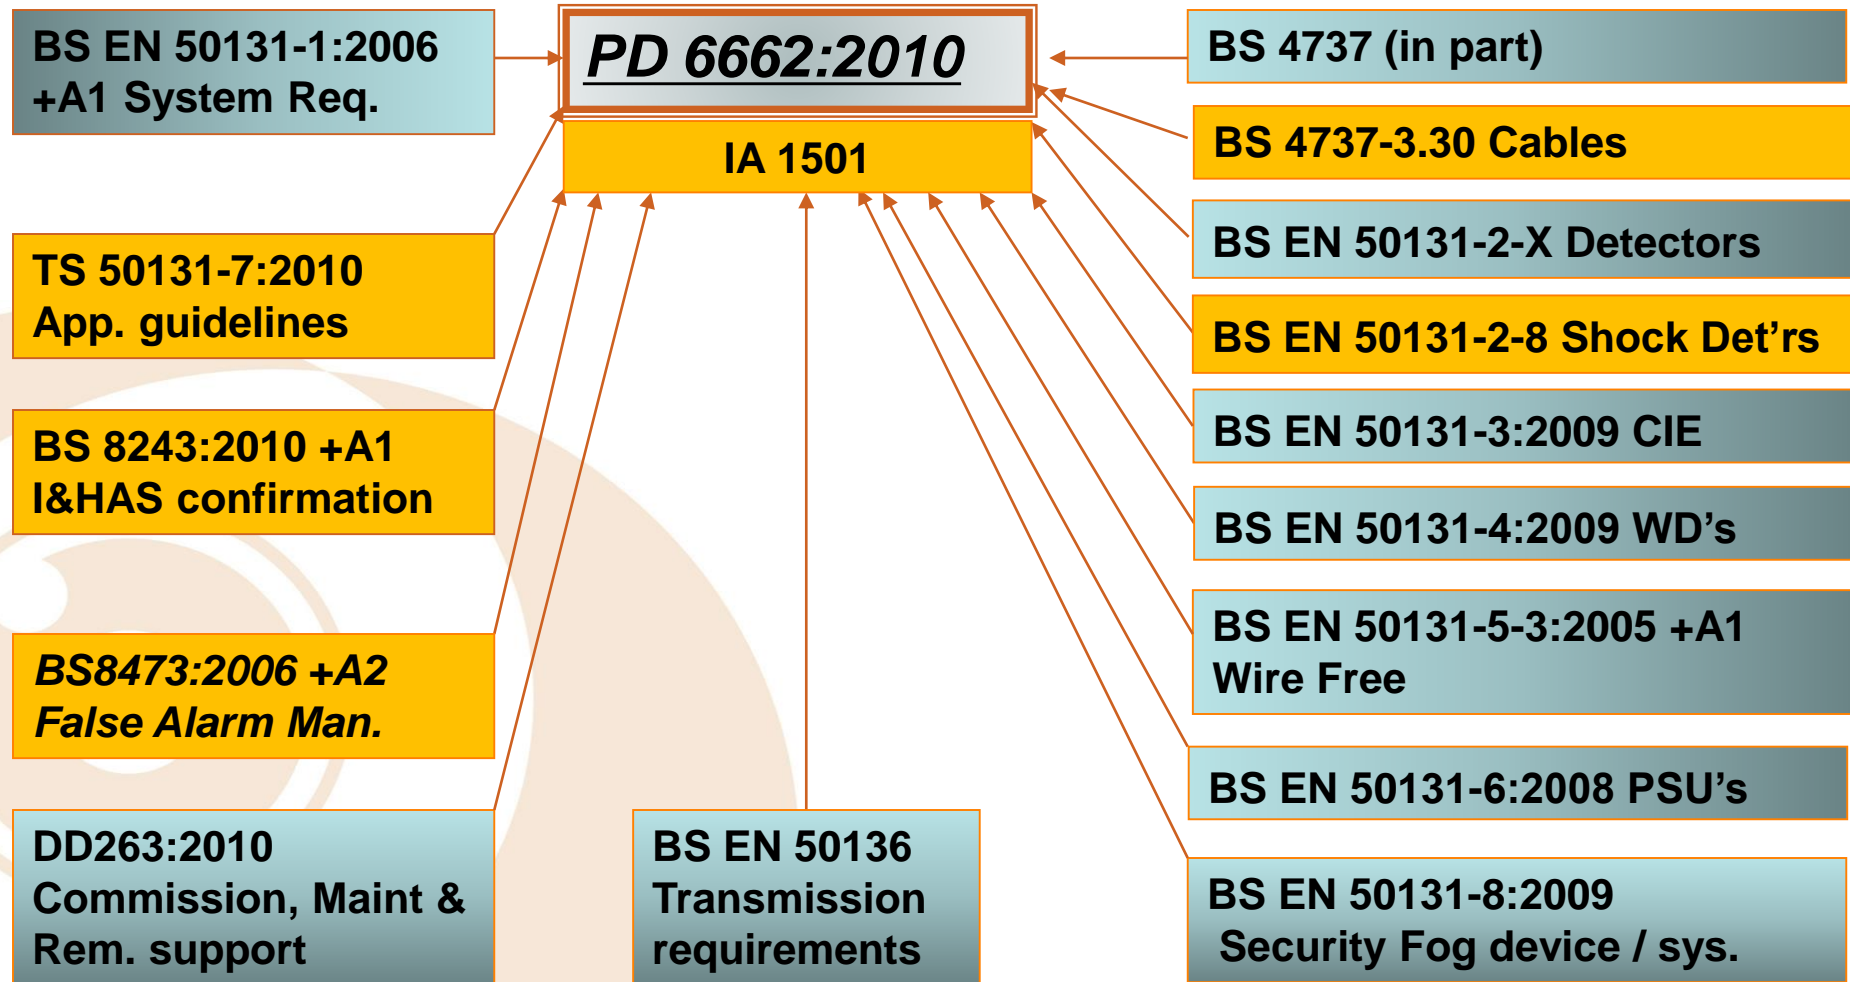 BS EN 50131-1:2006
+A1 System Req.
PD 6662:2010
IA 1501
TS 50131-7:2010
App. guidelines
BS 8243:2010 +A1
I&HAS confirmation
BS8473:2006 +A2
False Alarm Man.
DD263:2010
Commission, Maint &
Rem. support
BS EN 50136
Transmission
requirements
BS 4737 (in part)
BS 4737-3.30 Cables
BS EN 50131-2-X Detectors
BS EN 50131-2-8 Shock Det’rs
BS EN 50131-3:2009 CIE
BS EN 50131-4:2009 WD’s
BS EN 50131-5-3:2005 +A1
Wire Free
BS EN 50131-6:2008 PSU’s
BS EN 50131-8:2009
Security Fog device / sys.